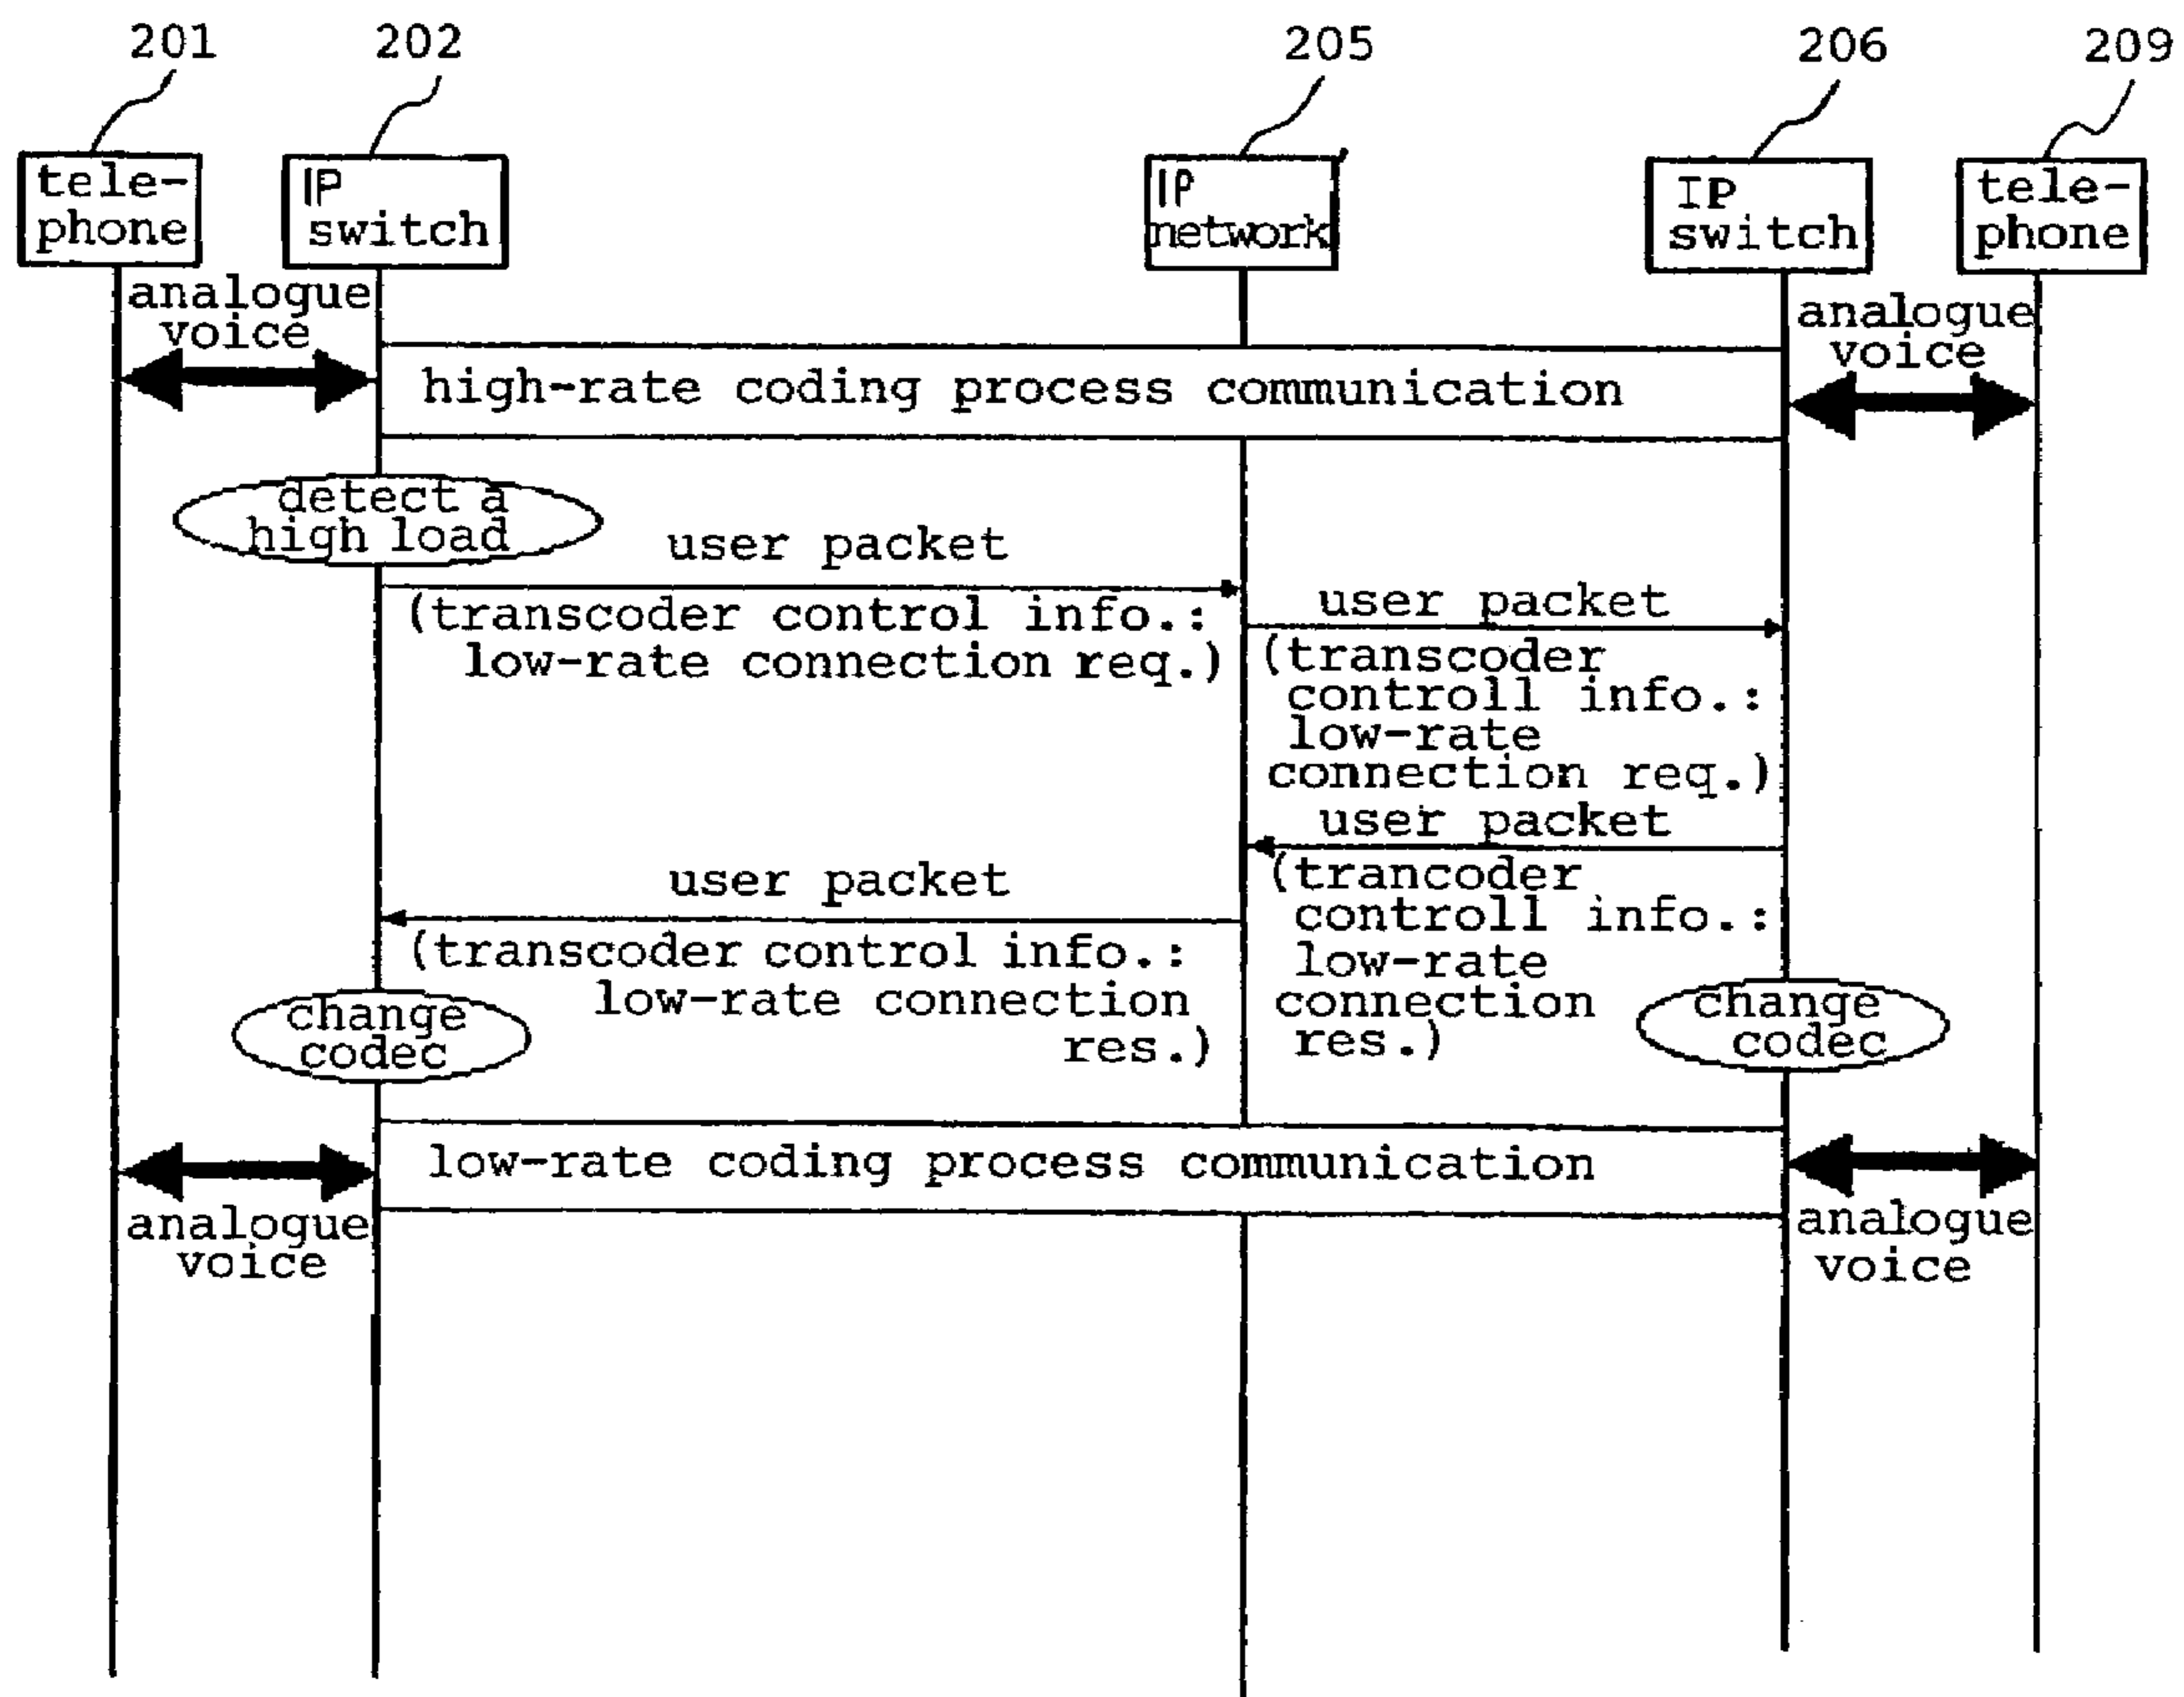 201
202
205
206
209
tele-
phone
IP
switch
IP
network
IP
switch
tele-
phone
analogue
voice
analogue
voice
high-rate coding process communication
detect a
high load
user packet
(transcoder control info.:
low-rate connection req.)
user packet
(transcoder
controll info.:
low-rate
connection req.)
user packet
(trancoder
controll info.:
low-rate
connection
res.)
user packet
(transcoder control info.:
low-rate connection
res.)
change
codec
change
codec
low-rate coding process communication
analogue
voice
analogue
voice